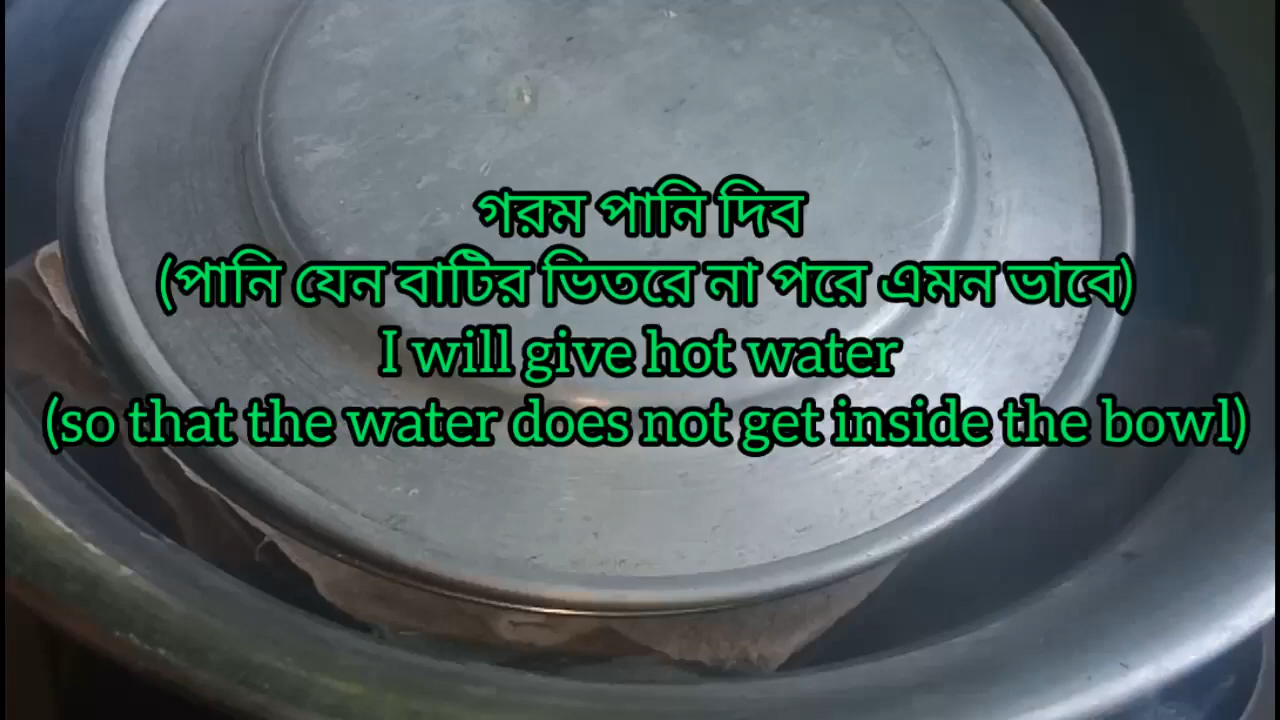 গরম পানি দিব
(পানি যেন বাটির ভিতরে না পরে এমন ভাবে)
I will give hot water
(so that the water does not get inside the bowl)